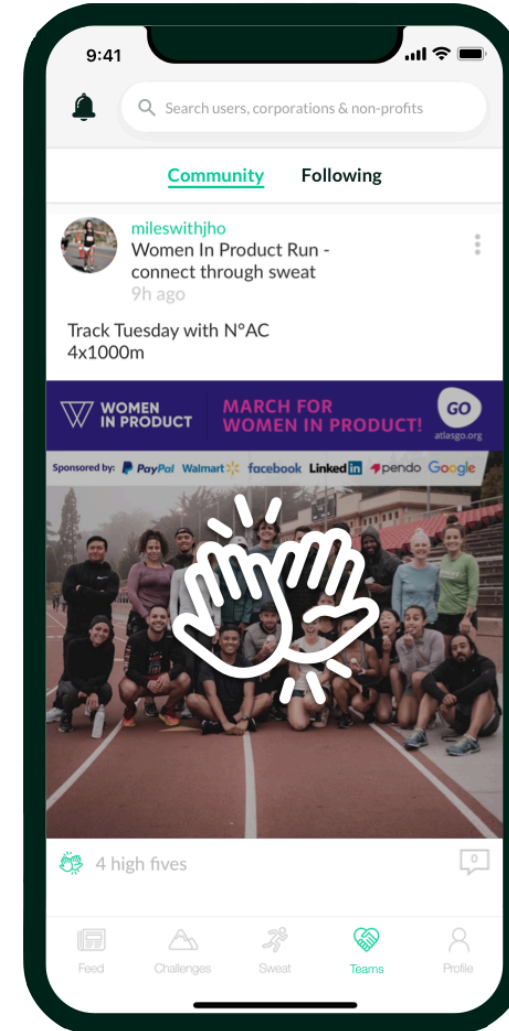 9:41
Search users, corporations & non-profits
Community Following
mileswithjho
Women In Product Run -
connect through sweat
9h ago
Track Tuesday with N°AC
4x1000m
WOMEN
IN PRODUCT
MARCH FOR
WOMEN IN PRODUCT!
GO
atlasgo.org
Sponsored by: PayPal Walmart facebook Linked in pendo Google
4 high fives
0
Feed Challenges Sweat Teams Profile